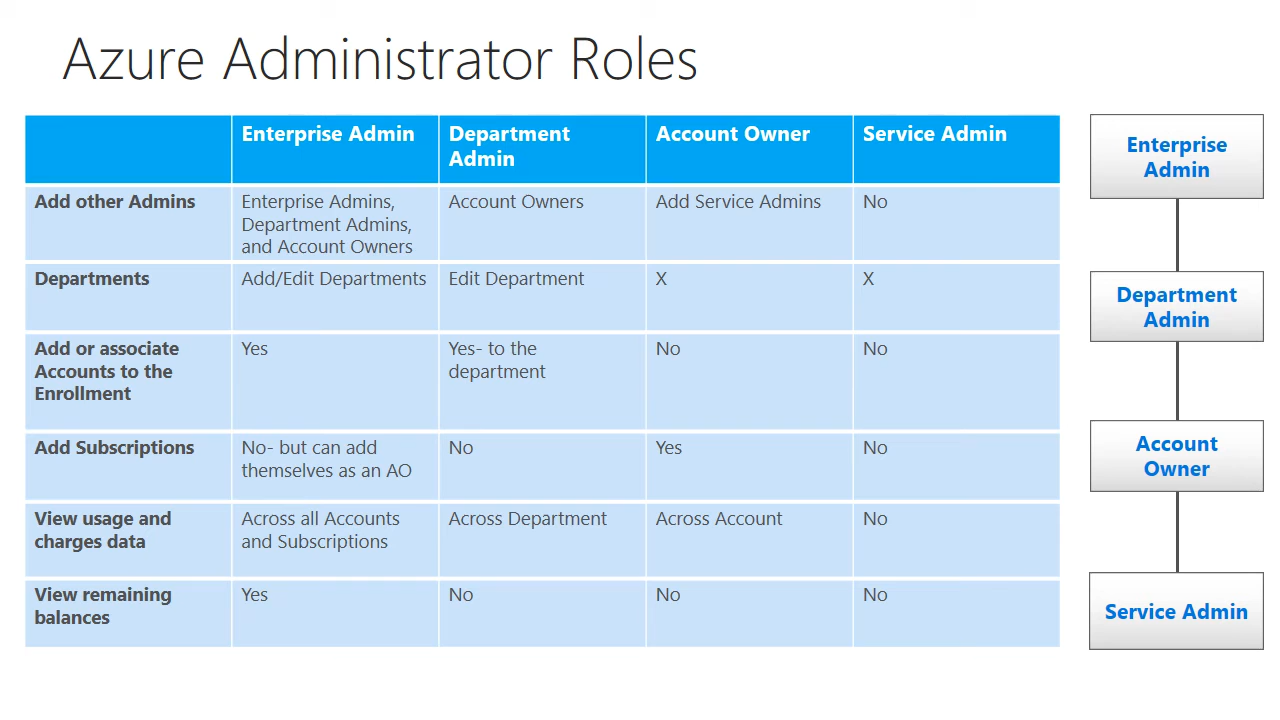 Azure Administrator Roles
Enterprise Admin
Department
Admin
Account Owner
Service Admin
Add other Admins
Enterprise Admins,
Department Admins,
and Account Owners
Account Owners
Add Service Admins
No
Departments
Add/Edit Departments
Edit Department
X
X
Add or associate
Accounts to the
Enrollment
Yes
Yes- to the
department
No
No
Add Subscriptions
No- but can add
themselves as an AO
No
Yes
No
View usage and
charges data
Across all Accounts
and Subscriptions
Across Department
Across Account
No
View remaining
balances
Yes
No
No
No
Enterprise
Admin
Department
Admin
Account
Owner
Service Admin